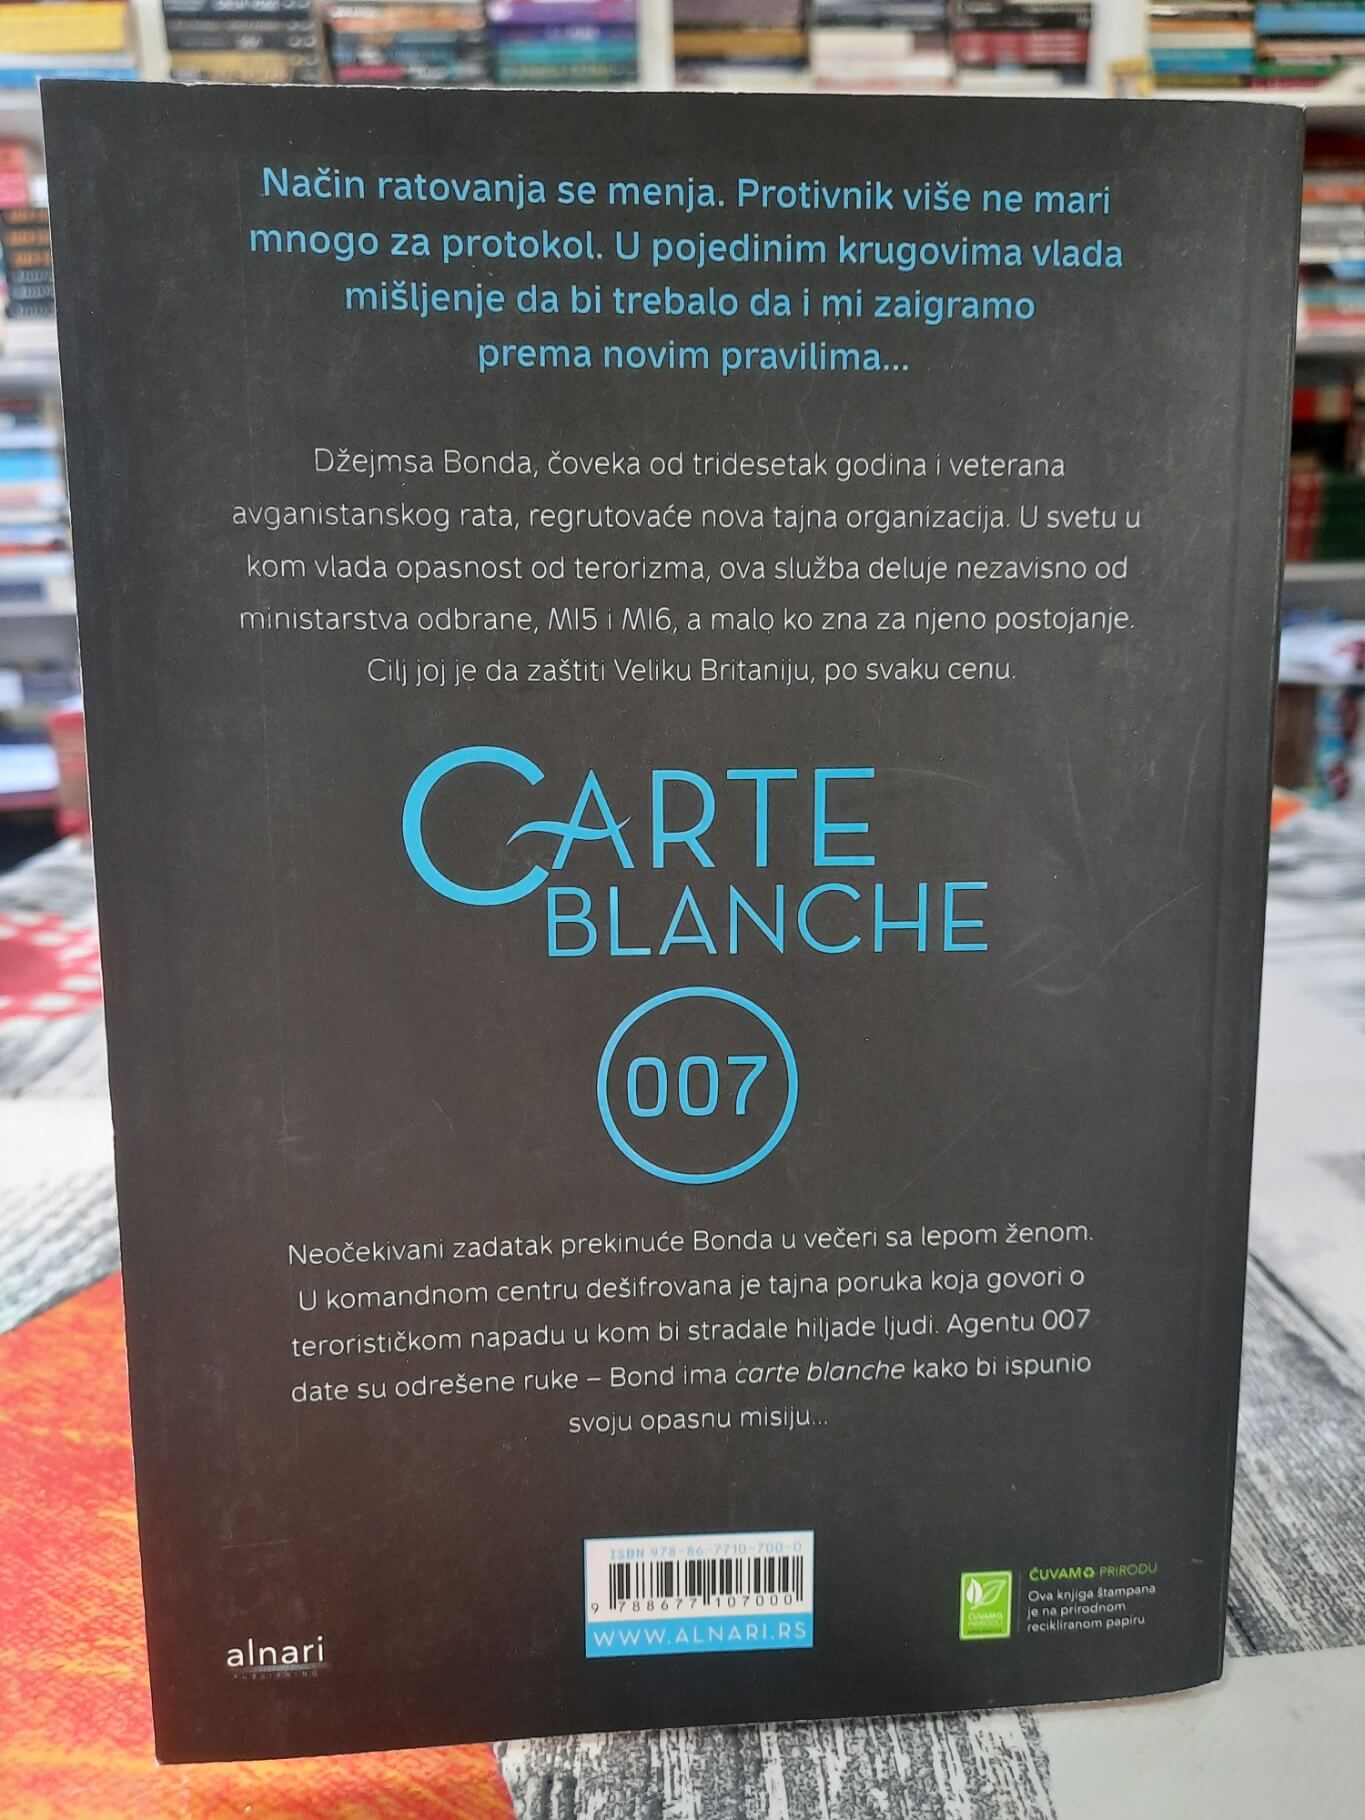 Način ratovanja se menja. Protivnik više ne mari
mnogo za protokol. U pojedinim krugovima vlada
mišljenje da bi trebalo da i mi zaigramo
prema novim pravilima...
Džejmsa Bonda, čoveka od tridesetak godina i veterana
avganistanskog rata, regrutovaće nova tajna organizacija. U svetu u
kom vlada opasnost od terorizma, ova služba deluje nezavisno od
ministarstva odbrane, MI5 i MI6, a malo ko zna za njeno postojanje.
Cilj joj je da zaštiti Veliku Britaniju, po svaku cenu.
CARTE
BLANCHE
007
Neočekivani zadatak prekinuće Bonda u večeri sa lepom ženom.
U komandnom centru dešifrovana je tajna poruka koja govori o
terorističkom napadu u kom bi stradale hiljade ljudi. Agentu 007
date su odrešene ruke – Bond ima carte blanche kako bi ispunio
svoju opasnu misiju...
ISBN 978-86-7710-700-0
9 788677 107000
WWW.ALNARI.RS
alnari
PUBLISHING
ČUVAMO
PRIRODU
ČUVAMO PRIRODU
Ova knjiga štampana
je na prirodnom
recikliranom papiru